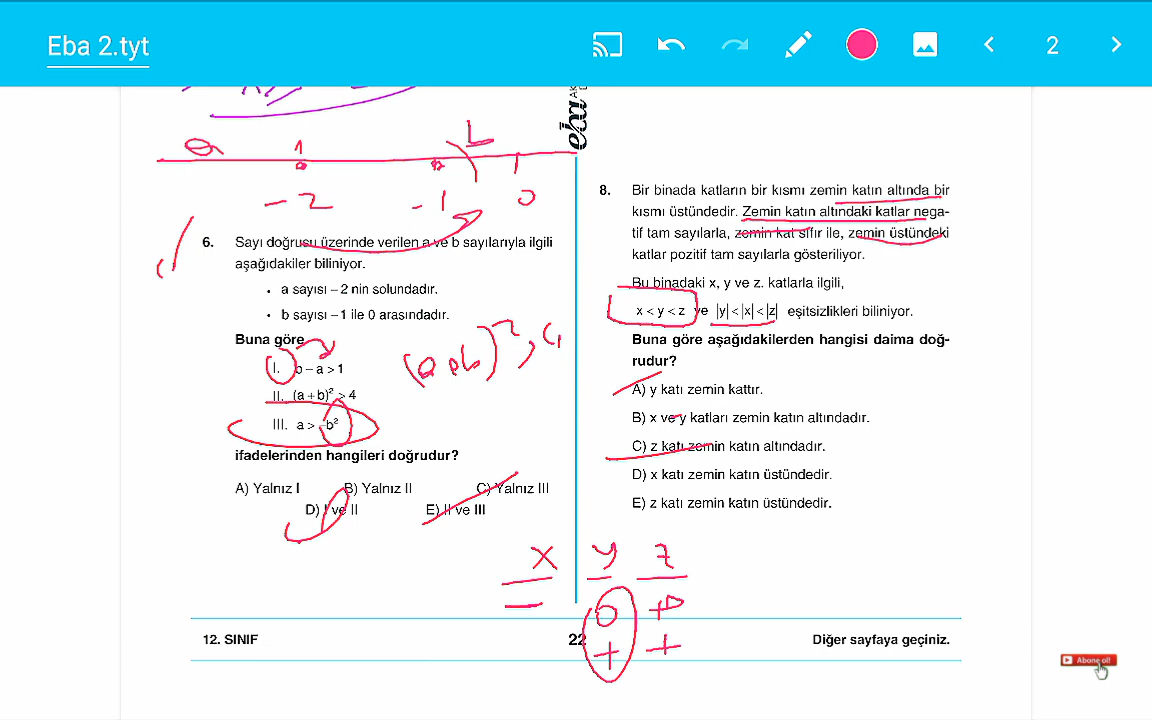 Eba 2.tyt
2
eba
a
b
-2
-1
0
6. Sayı doğrusu üzerinde verilen a ve b sayılarıyla ilgili
aşağıdakiler biliniyor.
• a sayısı – 2 nin solundadır.
• b sayısı – 1 ile 0 arasındadır.
Buna göre
I. b – a > 1
II. (a + b)² > 4
III. a > –b²
ifadelerinden hangileri doğrudur?
A) Yalnız I B) Yalnız II C) Yalnız III
D) I ve II E) II ve III
8. Bir binada katların bir kısmı zemin katın altında bir
kısmı üstündedir. Zemin katın altındaki katlar nega-
tif tam sayılarla, zemin kat sıfır ile, zemin üstündeki
katlar pozitif tam sayılarla gösteriliyor.
Bu binadaki x, y ve z. katlarla ilgili,
x < y < z ve |y| < |x| < |z| eşitsizlikleri biliniyor.
Buna göre aşağıdakilerden hangisi daima doğ-
rudur?
A) y katı zemin kattır.
B) x ve y katları zemin katın altındadır.
C) z katı zemin katın altındadır.
D) x katı zemin katın üstündedir.
E) z katı zemin katın üstündedir.
x y z
– 0 +
+ +
12. SINIF 22 Diğer sayfaya geçiniz.
Abone ol!